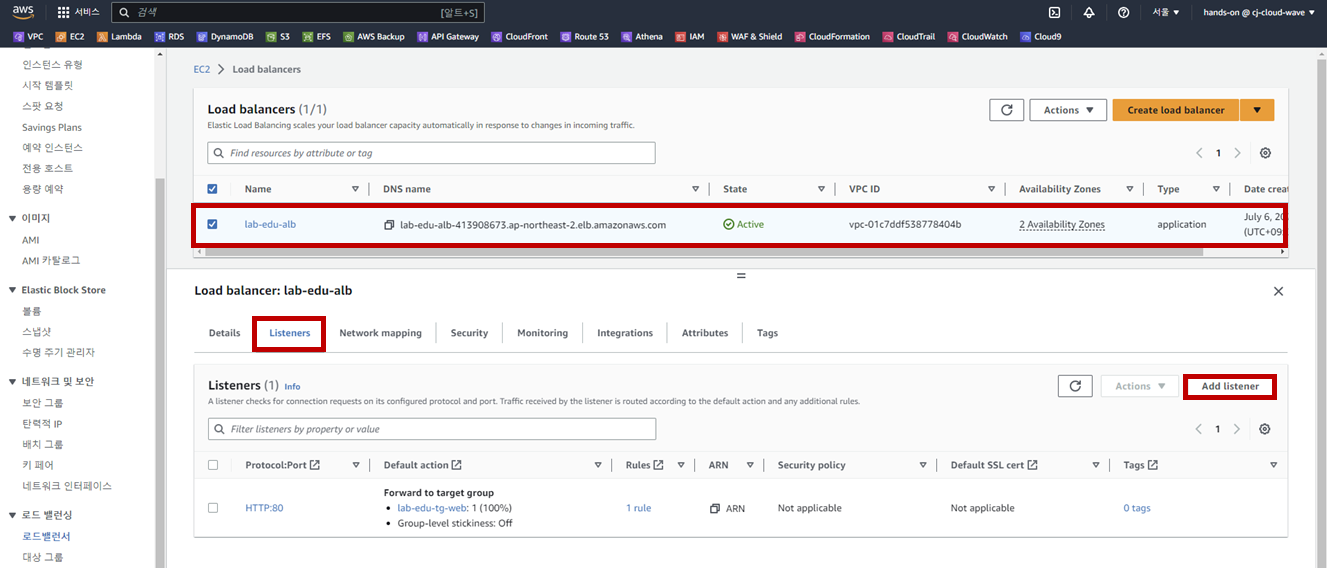 aws
서비스
검색
[알트+S]
서울 ▼
hands-on @ cj-cloud-wave ▼
VPC
EC2
Lambda
RDS
DynamoDB
S3
EFS
AWS Backup
API Gateway
CloudFront
Route 53
Athena
IAM
WAF & Shield
CloudFormation
CloudTrail
CloudWatch
Cloud9
인스턴스 유형
시작 템플릿
스팟 요청
Savings Plans
예약 인스턴스
전용 호스트
용량 예약
이미지
AMI
AMI 카탈로그
Elastic Block Store
볼륨
스냅샷
수명 주기 관리자
네트워크 및 보안
보안 그룹
탄력적 IP
배치 그룹
키 페어
네트워크 인터페이스
로드 밸런싱
로드밸런서
대상 그룹
EC2 > Load balancers
Load balancers (1/1)
Elastic Load Balancing scales your load balancer capacity automatically in response to changes in incoming traffic.
Actions ▼
Create load balancer
Find resources by attribute or tag
1
Name
DNS name
State
VPC ID
Availability Zones
Type
Date creat
lab-edu-alb
lab-edu-alb-413908673.ap-northeast-2.elb.amazonaws.com
Active
vpc-01c7ddf538778404b
2 Availability Zones
application
July 6, 20
(UTC+09:
Load balancer: lab-edu-alb
Details
Listeners
Network mapping
Security
Monitoring
Integrations
Attributes
Tags
Listeners (1) Info
A listener checks for connection requests on its configured protocol and port. Traffic received by the listener is routed according to the default action and any additional rules.
Actions ▼
Add listener
Filter listeners by property or value
1
Protocol:Port
Default action
Rules
ARN
Security policy
Default SSL cert
Tags
HTTP:80
Forward to target group
• lab-edu-tg-web: 1 (100%)
• Group-level stickiness: Off
1 rule
ARN
Not applicable
Not applicable
0 tags